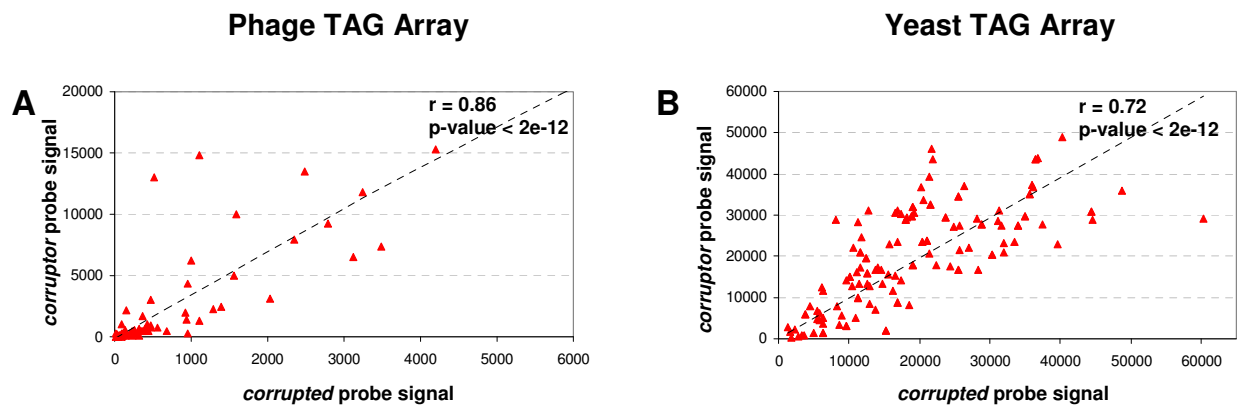 Phage TAG Array
Yeast TAG Array
A
corruptor probe signal
20000
15000
10000
5000
0
r = 0.86
p-value < 2e-12
0 1000 2000 3000 4000 5000 6000
corrupted probe signal
B
corruptor probe signal
60000
50000
40000
30000
20000
10000
0
r = 0.72
p-value < 2e-12
0 10000 20000 30000 40000 50000 60000
corrupted probe signal